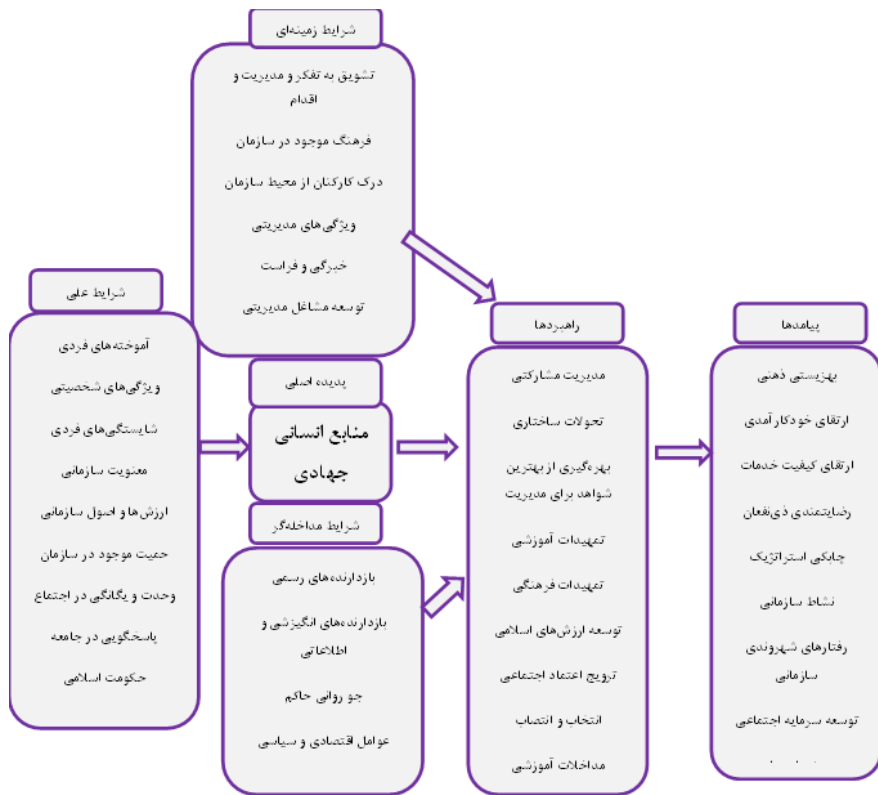 شرایط زمینه‌ای
تشویق به تفکر و مدیریت و
اقدام
فرهنگ موجود در سازمان
درک کارکنان از محیط سازمان
ویژگی‌های مدیریتی
خبرگی و فراست
توسعه مشاغل مدیریتی
شرایط علی
آموخته‌های فردی
ویژگی‌های شخصیتی
شایستگی‌های فردی
معنویت سازمانی
ارزش‌ها و اصول سازمانی
حمیت موجود در سازمان
وحدت و یگانگی در اجتماع
پاسخگویی در جامعه
حکومت اسلامی
پدیده اصلی
منابع انسانی
جهادی
شرایط مداخله‌گر
بازدارنده‌های رسمی
بازدارنده‌های انگیزشی و
اطلاعاتی
جو روانی حاکم
عوامل اقتصادی و سیاسی
راهبردها
مدیریت مشارکتی
تحولات ساختاری
بهره‌گیری از بهترین
شواهد برای مدیریت
تمهیدات آموزشی
تمهیدات فرهنگی
توسعه ارزش‌های اسلامی
ترویج اعتماد اجتماعی
انتخاب و انتصاب
مداخلات آموزشی
پیامدها
بهزیستی ذهنی
ارتقای خودکارآمدی
ارتقای کیفیت خدمات
رضایتمندی ذی‌نفعان
چابکی استراتژیک
نشاط سازمانی
رفتارهای شهروندی
سازمانی
توسعه سرمایه اجتماعی